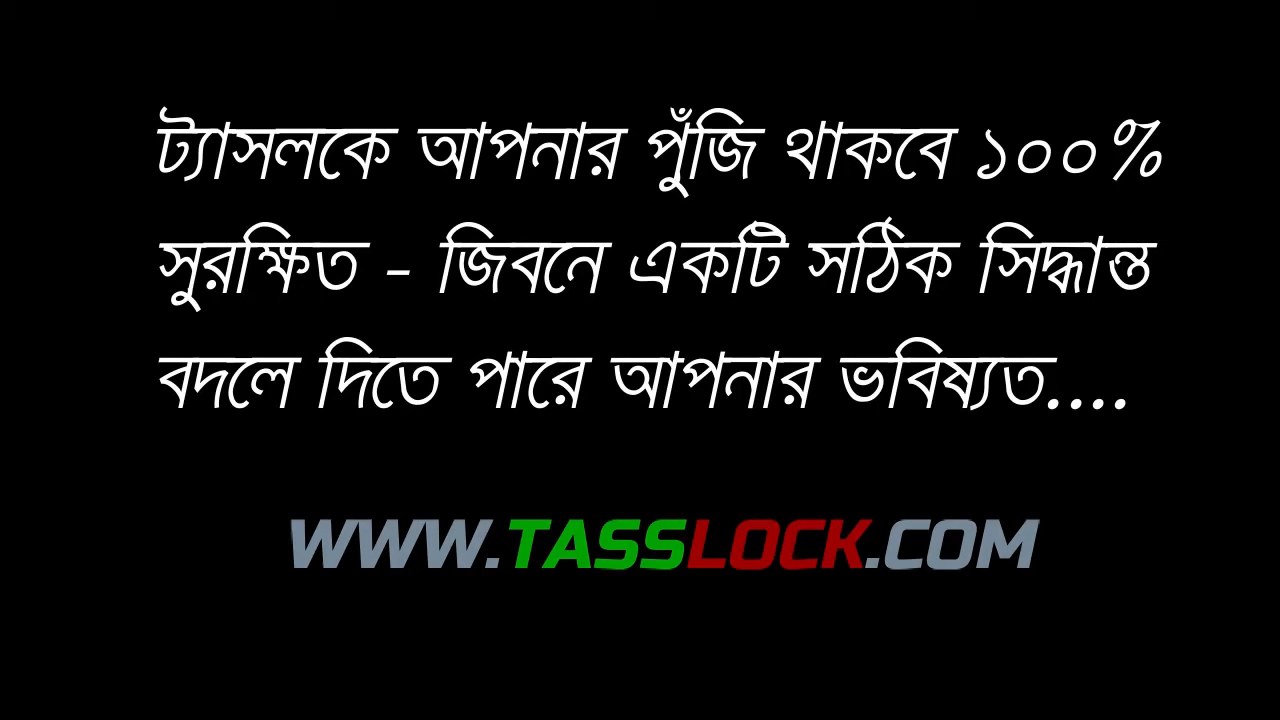 ট্যাসলকে আপনার পুঁজি থাকবে ১০০%
সুরক্ষিত - জিবনে একটি সঠিক সিদ্ধান্ত
বদলে দিতে পারে আপনার ভবিষ্যত....
WWW.TASSLOCK.COM